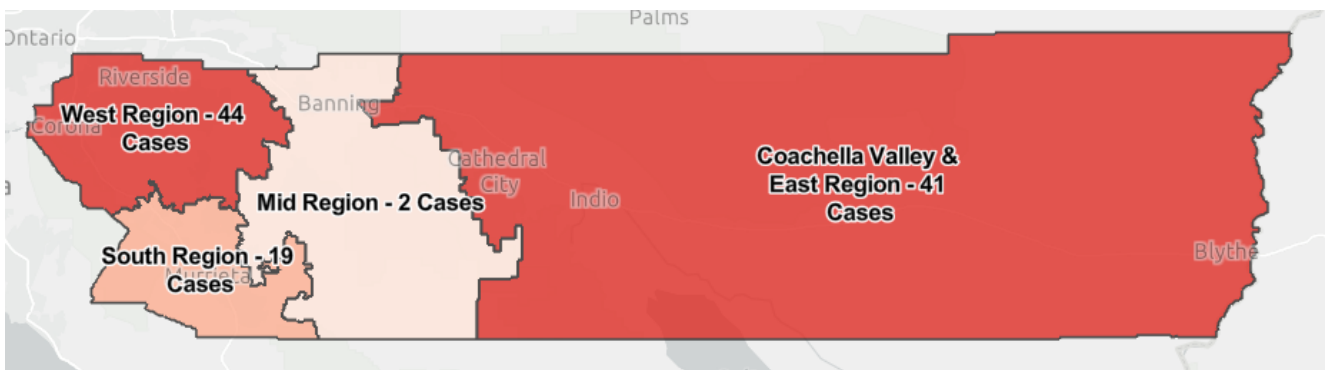 Palms
Ontario
Riverside
West Region - 44
Cases
Corona
Banning
Cathedral
City
Coachella Valley &
East Region - 41
Cases
Mid Region - 2 Cases
Indio
South Region - 19
Cases
Murrieta
Blythe